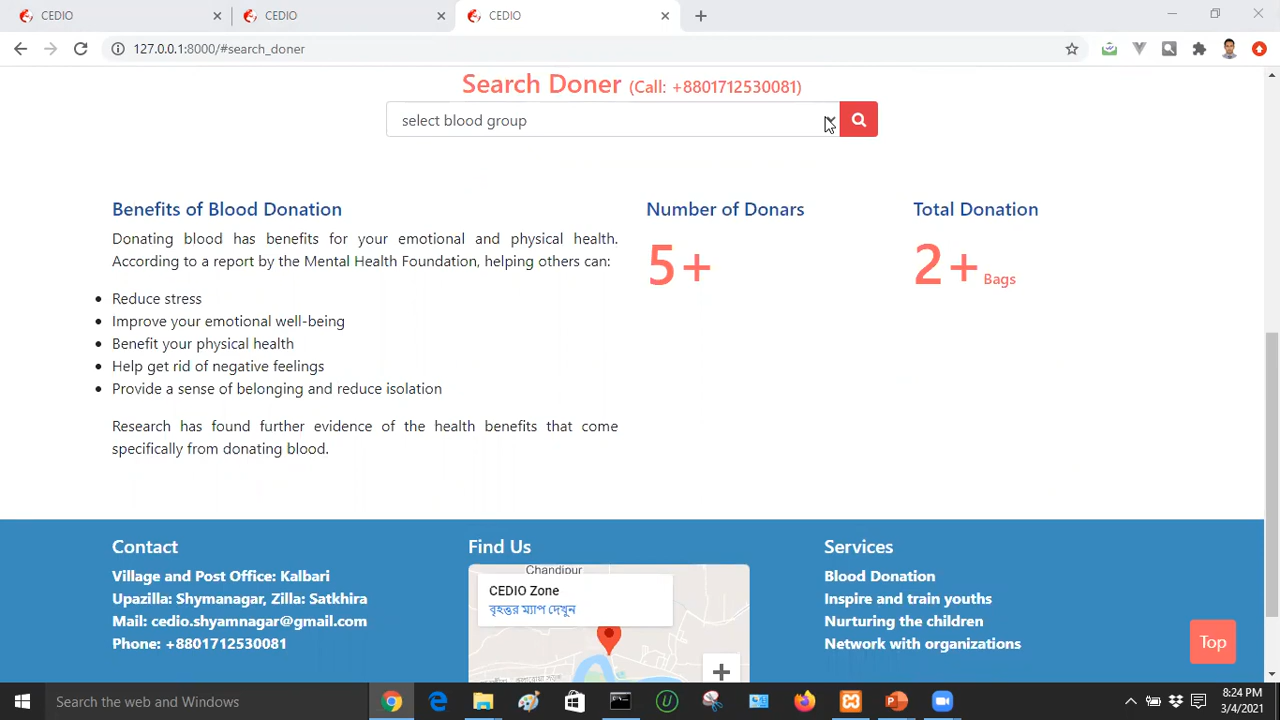 CEDIO
CEDIO
CEDIO
127.0.0.1:8000/#search_doner
Search Doner (Call: +8801712530081)
select blood group
Benefits of Blood Donation
Donating blood has benefits for your emotional and physical health.
According to a report by the Mental Health Foundation, helping others can:
Reduce stress
Improve your emotional well-being
Benefit your physical health
Help get rid of negative feelings
Provide a sense of belonging and reduce isolation
Research has found further evidence of the health benefits that come
specifically from donating blood.
Number of Donars
5+
Total Donation
2+ Bags
Contact
Village and Post Office: Kalbari
Upazilla: Shymanagar, Zilla: Satkhira
Mail: cedio.shyamnagar@gmail.com
Phone: +8801712530081
Find Us
Chandipur
CEDIO Zone
বৃহত্তর ম্যাপ দেখুন
Services
Blood Donation
Inspire and train youths
Nurturing the children
Network with organizations
Top
Search the web and Windows
8:24 PM
3/4/2021